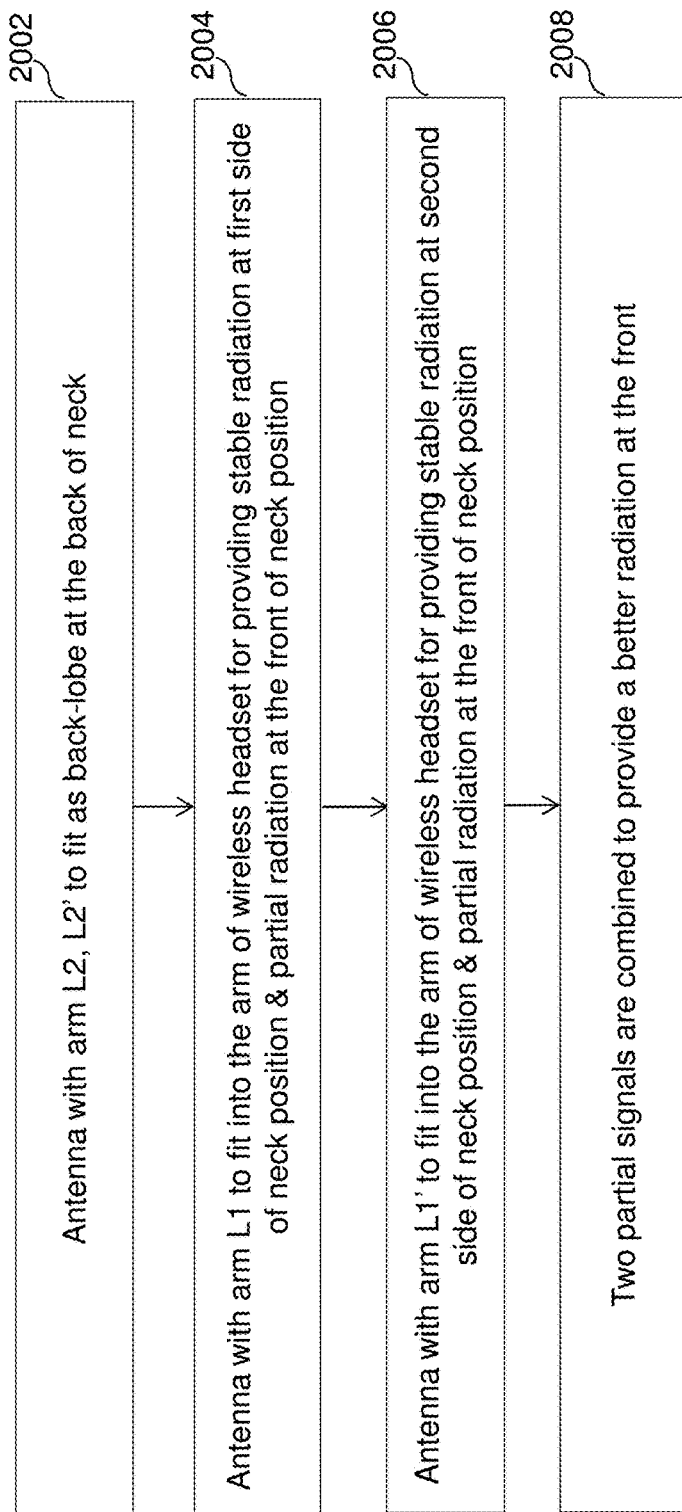 2002
Antenna with arm L2, L2' to fit as back-lobe at the back of neck
2004
Antenna with arm L1 to fit into the arm of wireless headset for providing stable radiation at first side
of neck position & partial radiation at the front of neck position
2006
Antenna with arm L1' to fit into the arm of wireless headset for providing stable radiation at second
side of neck position & partial radiation at the front of neck position
2008
Two partial signals are combined to provide a better radiation at the front